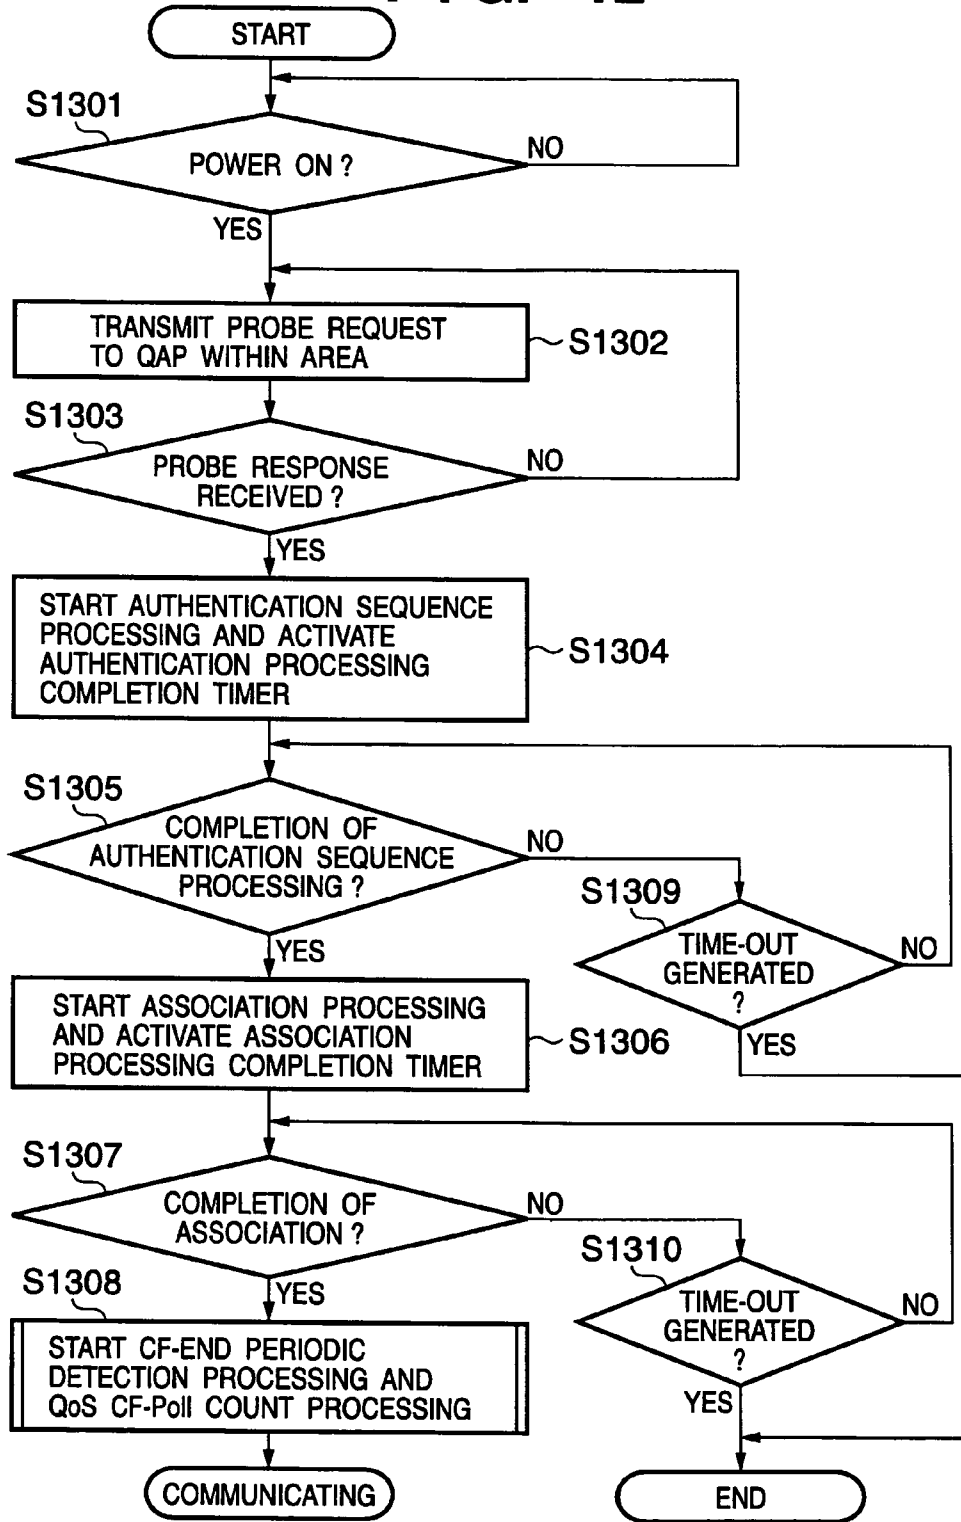 START
S1301
POWER ON ?
NO
YES
TRANSMIT PROBE REQUEST
TO QAP WITHIN AREA
S1302
S1303
PROBE RESPONSE
RECEIVED ?
NO
YES
START AUTHENTICATION SEQUENCE
PROCESSING AND ACTIVATE
AUTHENTICATION PROCESSING
COMPLETION TIMER
S1304
S1305
COMPLETION OF
AUTHENTICATION SEQUENCE
PROCESSING ?
NO
YES
S1309
TIME-OUT
GENERATED
?
NO
YES
START ASSOCIATION PROCESSING
AND ACTIVATE ASSOCIATION
PROCESSING COMPLETION TIMER
S1306
S1307
COMPLETION OF
ASSOCIATION ?
NO
YES
S1310
TIME-OUT
GENERATED
?
NO
YES
S1308
START CF-END PERIODIC
DETECTION PROCESSING AND
QoS CF-Poll COUNT PROCESSING
COMMUNICATING
END